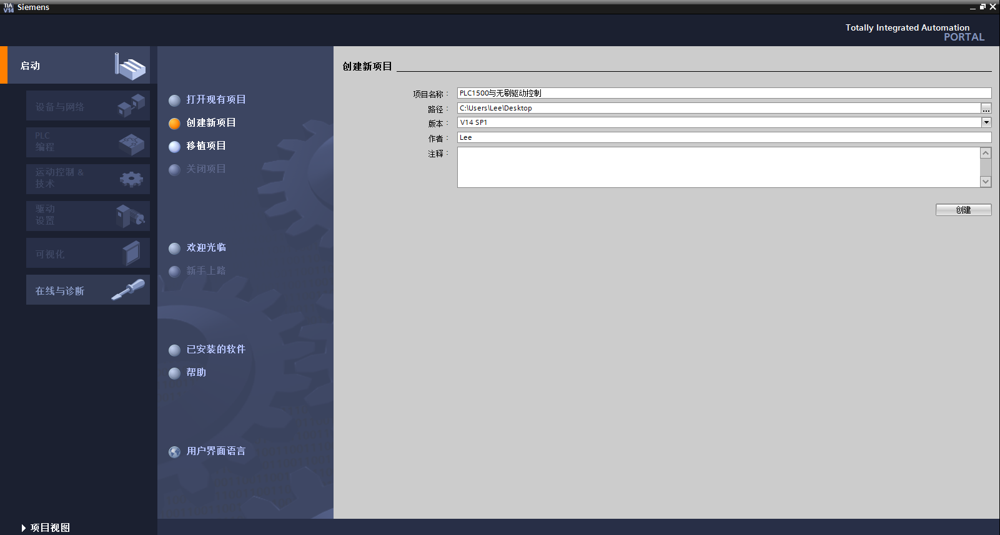 TIA
V14
Siemens
Totally Integrated Automation
PORTAL
启动
设备与网络
PLC
编程
运动控制 &
技术
驱动
设置
可视化
在线与诊断
项目视图
打开现有项目
创建新项目
移植项目
关闭项目
欢迎光临
新手上路
已安装的软件
帮助
用户界面语言
创建新项目
项目名称： PLC1500与无刷驱动控制
路径： C:\Users\Lee\Desktop
...
版本： V14 SP1
作者： Lee
注释：
创建